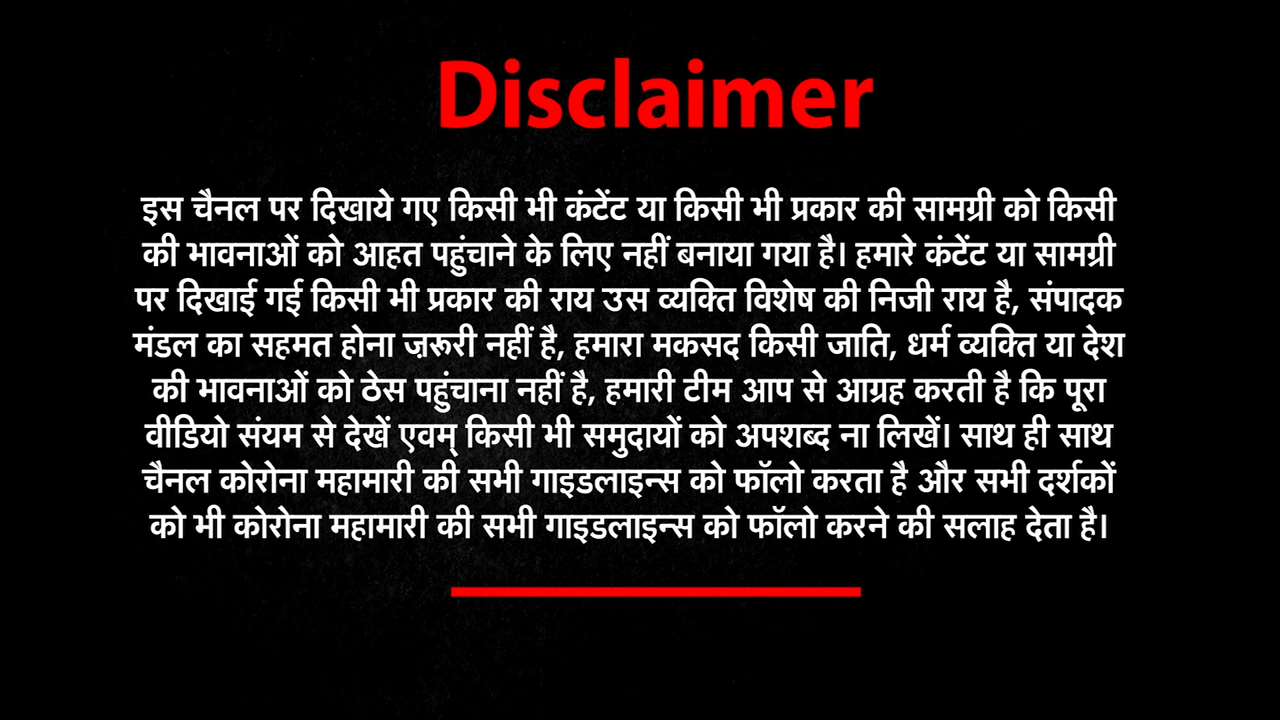 Disclaimer
इस चैनल पर दिखाये गए किसी भी कंटेंट या किसी भी प्रकार की सामग्री को किसी
की भावनाओं को आहत पहुंचाने के लिए नहीं बनाया गया है। हमारे कंटेंट या सामग्री
पर दिखाई गई किसी भी प्रकार की राय उस व्यक्ति विशेष की निजी राय है, संपादक
मंडल का सहमत होना ज़रूरी नहीं है, हमारा मकसद किसी जाति, धर्म व्यक्ति या देश
की भावनाओं को ठेस पहुंचाना नहीं है, हमारी टीम आप से आग्रह करती है कि पूरा
वीडियो संयम से देखें एवम् किसी भी समुदायों को अपशब्द ना लिखें। साथ ही साथ
चैनल कोरोना महामारी की सभी गाइडलाइन्स को फॉलो करता है और सभी दर्शकों
को भी कोरोना महामारी की सभी गाइडलाइन्स को फॉलो करने की सलाह देता है।